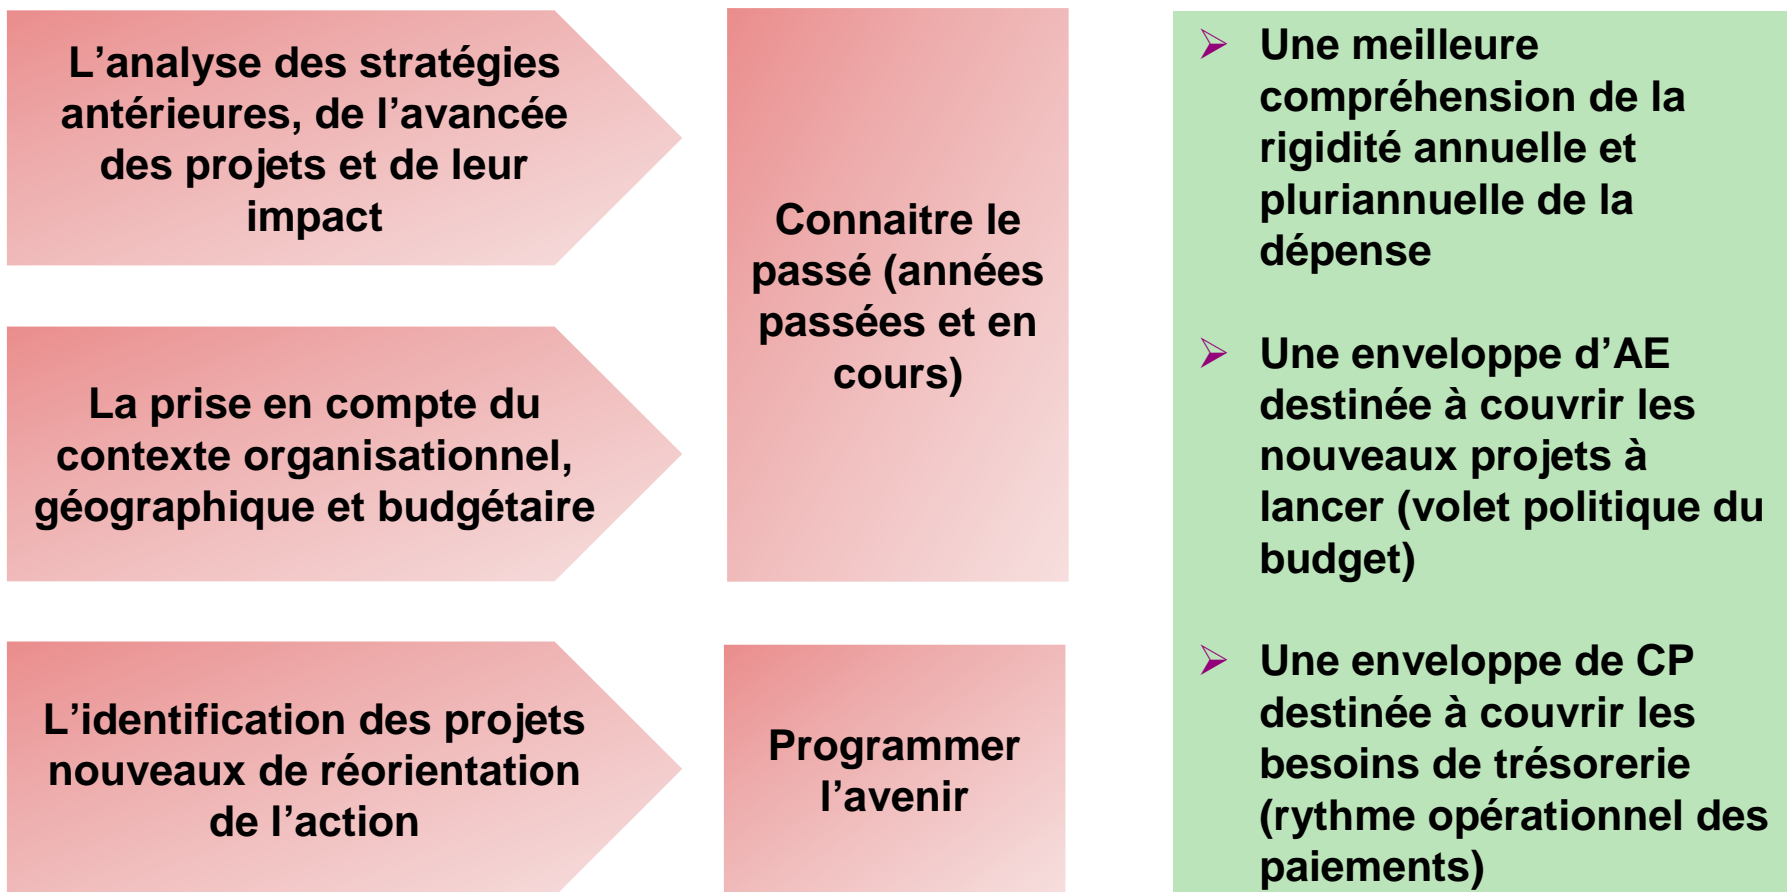 L’analyse des stratégies
antérieures, de l’avancée
des projets et de leur
impact
La prise en compte du
contexte organisationnel,
géographique et budgétaire
L’identification des projets
nouveaux de réorientation
de l’action
Connaitre le
passé (années
passées et en
cours)
Programmer
l’avenir
Une meilleure
compréhension de la
rigidité annuelle et
pluriannuelle de la
dépense
Une enveloppe d’AE
destinée à couvrir les
nouveaux projets à
lancer (volet politique du
budget)
Une enveloppe de CP
destinée à couvrir les
besoins de trésorerie
(rythme opérationnel des
paiements)